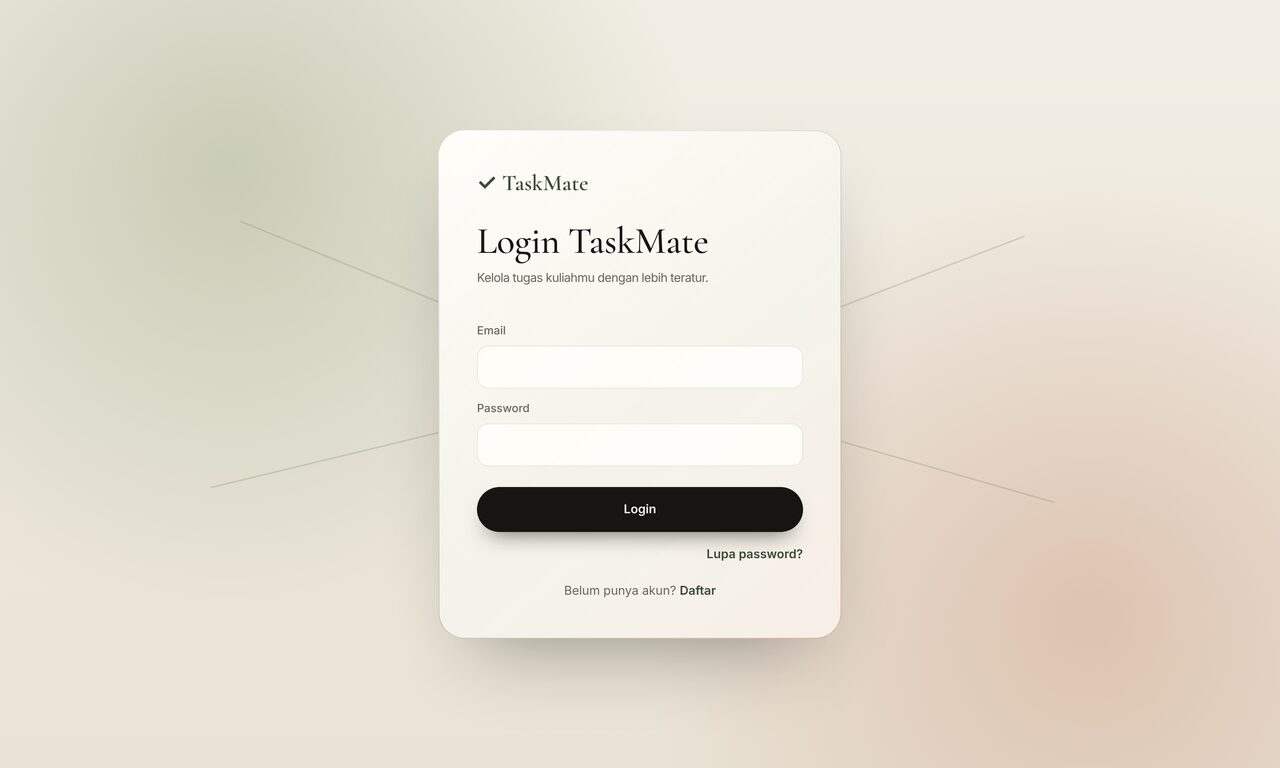 TaskMate
Login TaskMate
Kelola tugas kuliahmu dengan lebih teratur.
Email
Password
Login
Lupa password?
Belum punya akun? Daftar